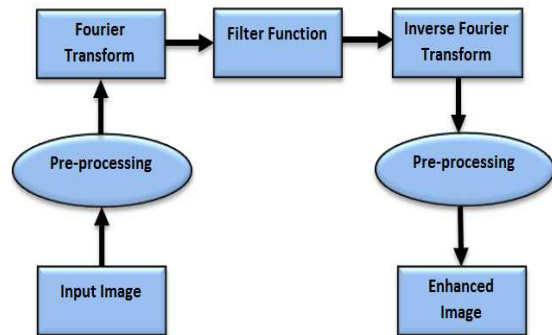 Fourier
Transform
Filter Function
Inverse Fourier
Transform
Pre-processing
Pre-processing
Input Image
Enhanced
Image